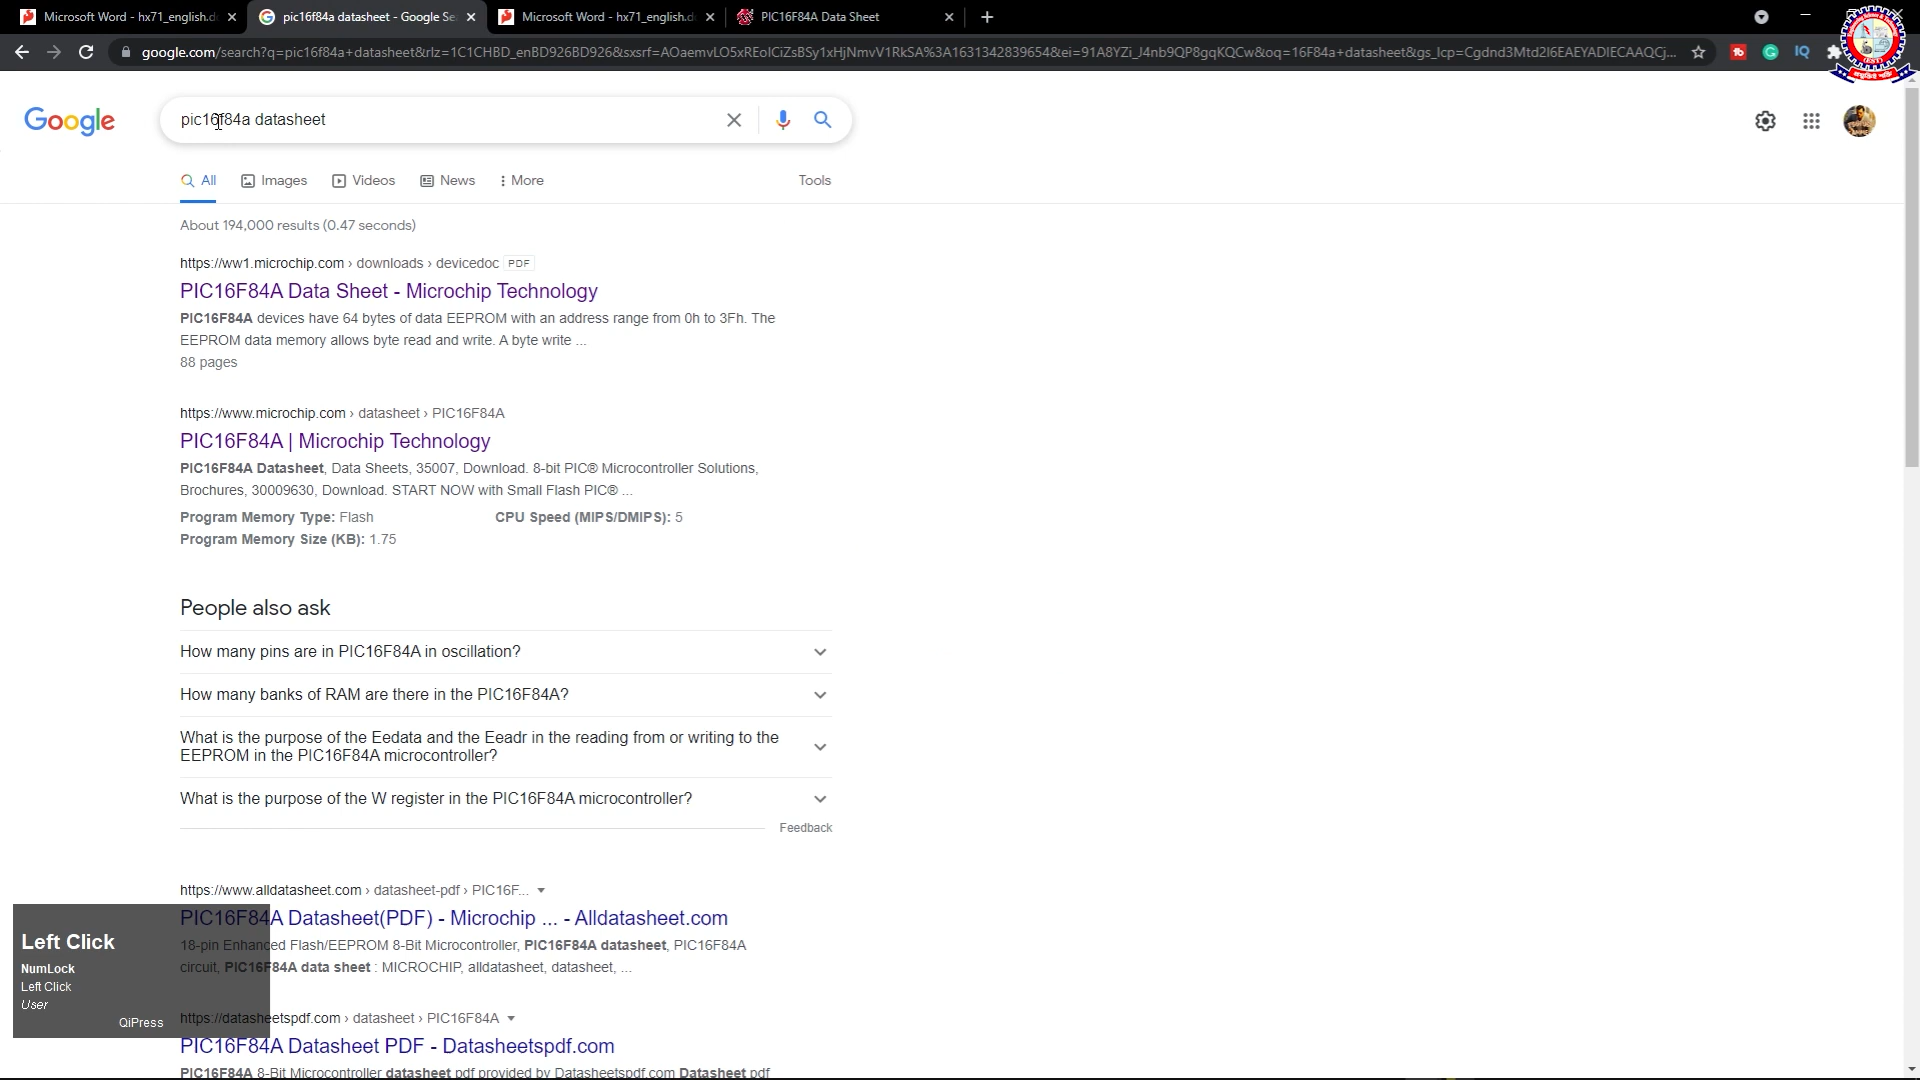 Microsoft Word - hx71_english.d
pic16f84a datasheet - Google Se
Microsoft Word - hx71_english.d
PIC16F84A Data Sheet
google.com/search?q=pic16f84a+datasheet&rlz=1C1CHBD_enBD926BD926&sxsrf=AOaemvLO5xREolCiZsBSy1xHjNmvV1RkSA%3A1631342839654&ei=91A8YZi_J4nb9QP8gqKQCw&oq=16F84a+datasheet&gs_lcp=Cgdnd3Mtd2l6EAEYADIECAAQCj...
Google
pic16f84a datasheet
All Images Videos News More Tools
About 194,000 results (0.47 seconds)
https://ww1.microchip.com › downloads › devicedoc PDF
PIC16F84A Data Sheet - Microchip Technology
PIC16F84A devices have 64 bytes of data EEPROM with an address range from 0h to 3Fh. The
EEPROM data memory allows byte read and write. A byte write ...
88 pages
https://www.microchip.com › datasheet › PIC16F84A
PIC16F84A | Microchip Technology
PIC16F84A Datasheet, Data Sheets, 35007, Download. 8-bit PIC® Microcontroller Solutions,
Brochures, 30009630, Download. START NOW with Small Flash PIC® ...
Program Memory Type: Flash CPU Speed (MIPS/DMIPS): 5
Program Memory Size (KB): 1.75
People also ask
How many pins are in PIC16F84A in oscillation?
How many banks of RAM are there in the PIC16F84A?
What is the purpose of the Eedata and the Eeadr in the reading from or writing to the
EEPROM in the PIC16F84A microcontroller?
What is the purpose of the W register in the PIC16F84A microcontroller?
Feedback
https://www.alldatasheet.com › datasheet-pdf › PIC16F...
PIC16F84A Datasheet(PDF) - Microchip ... - Alldatasheet.com
18-pin Enhanced Flash/EEPROM 8-Bit Microcontroller, PIC16F84A datasheet, PIC16F84A
circuit, PIC16F84A data sheet : MICROCHIP, alldatasheet, datasheet, ...
https://datasheetspdf.com › datasheet › PIC16F84A
PIC16F84A Datasheet PDF - Datasheetspdf.com
PIC16F84A 8-Bit Microcontroller datasheet pdf provided by Datasheetspdf.com Datasheet pdf
Left Click
NumLock
Left Click
User
QiPress